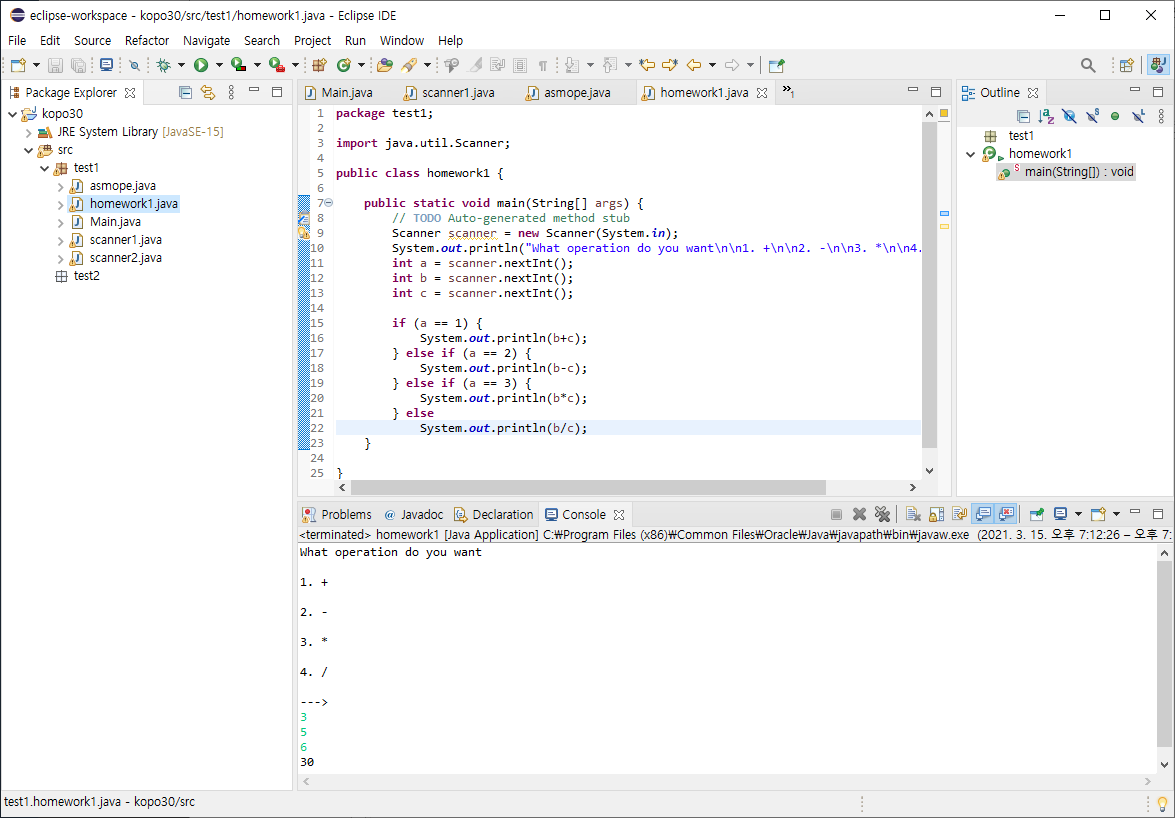 eclipse-workspace - kopo30/src/test1/homework1.java - Eclipse IDE
File Edit Source Refactor Navigate Search Project Run Window Help
Package Explorer
kopo30
JRE System Library [JavaSE-15]
src
test1
asmope.java
homework1.java
Main.java
scanner1.java
scanner2.java
test2
Main.java scanner1.java asmope.java homework1.java »1
1 package test1;
2
3 import java.util.Scanner;
4
5 public class homework1 {
6
7 public static void main(String[] args) {
8 // TODO Auto-generated method stub
9 Scanner scanner = new Scanner(System.in);
10 System.out.println("What operation do you want\n\n1. +\n\n2. -\n\n3. *\n\n4.
11 int a = scanner.nextInt();
12 int b = scanner.nextInt();
13 int c = scanner.nextInt();
14
15 if (a == 1) {
16 System.out.println(b+c);
17 } else if (a == 2) {
18 System.out.println(b-c);
19 } else if (a == 3) {
20 System.out.println(b*c);
21 } else
22 System.out.println(b/c);
23 }
24
25 }
Outline
test1
homework1
S main(String[]) : void
Problems @ Javadoc Declaration Console
<terminated> homework1 [Java Application] C:₩Program Files (x86)₩Common Files₩Oracle₩Java₩javapath₩bin₩javaw.exe (2021. 3. 15. 오후 7:12:26 – 오후 7:
What operation do you want
1. +
2. -
3. *
4. /
--->
3
5
6
30
test1.homework1.java - kopo30/src